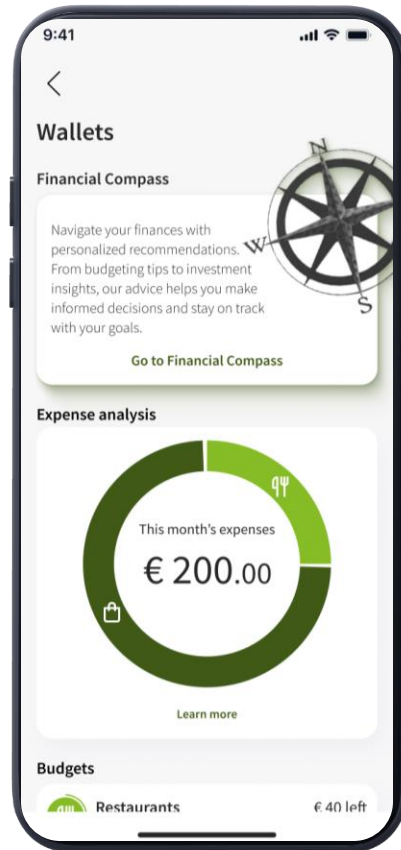 9:41
Wallets
Financial Compass
N
Navigate your finances with
personalized recommendations.
W
From budgeting tips to investment
insights, our advice helps you make
informed decisions and stay on track
S
with your goals.
Go to Financial Compass
Expense analysis
This month's expenses
€ 200.00
Learn more
Budgets
Restaurants € 40 left